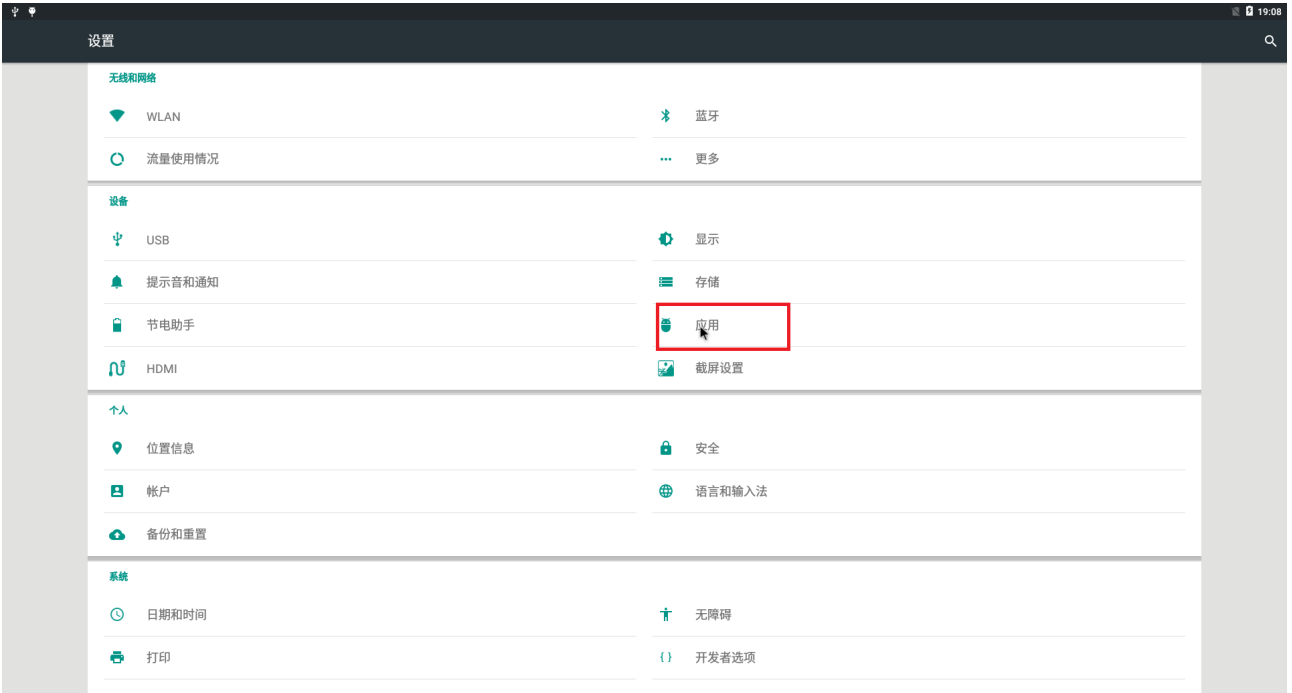 19:08
设置
无线和网络
WLAN
蓝牙
流量使用情况
更多
设备
USB
显示
提示音和通知
存储
节电助手
应用
HDMI
截屏设置
个人
位置信息
安全
帐户
语言和输入法
备份和重置
系统
日期和时间
无障碍
打印
{ } 开发者选项